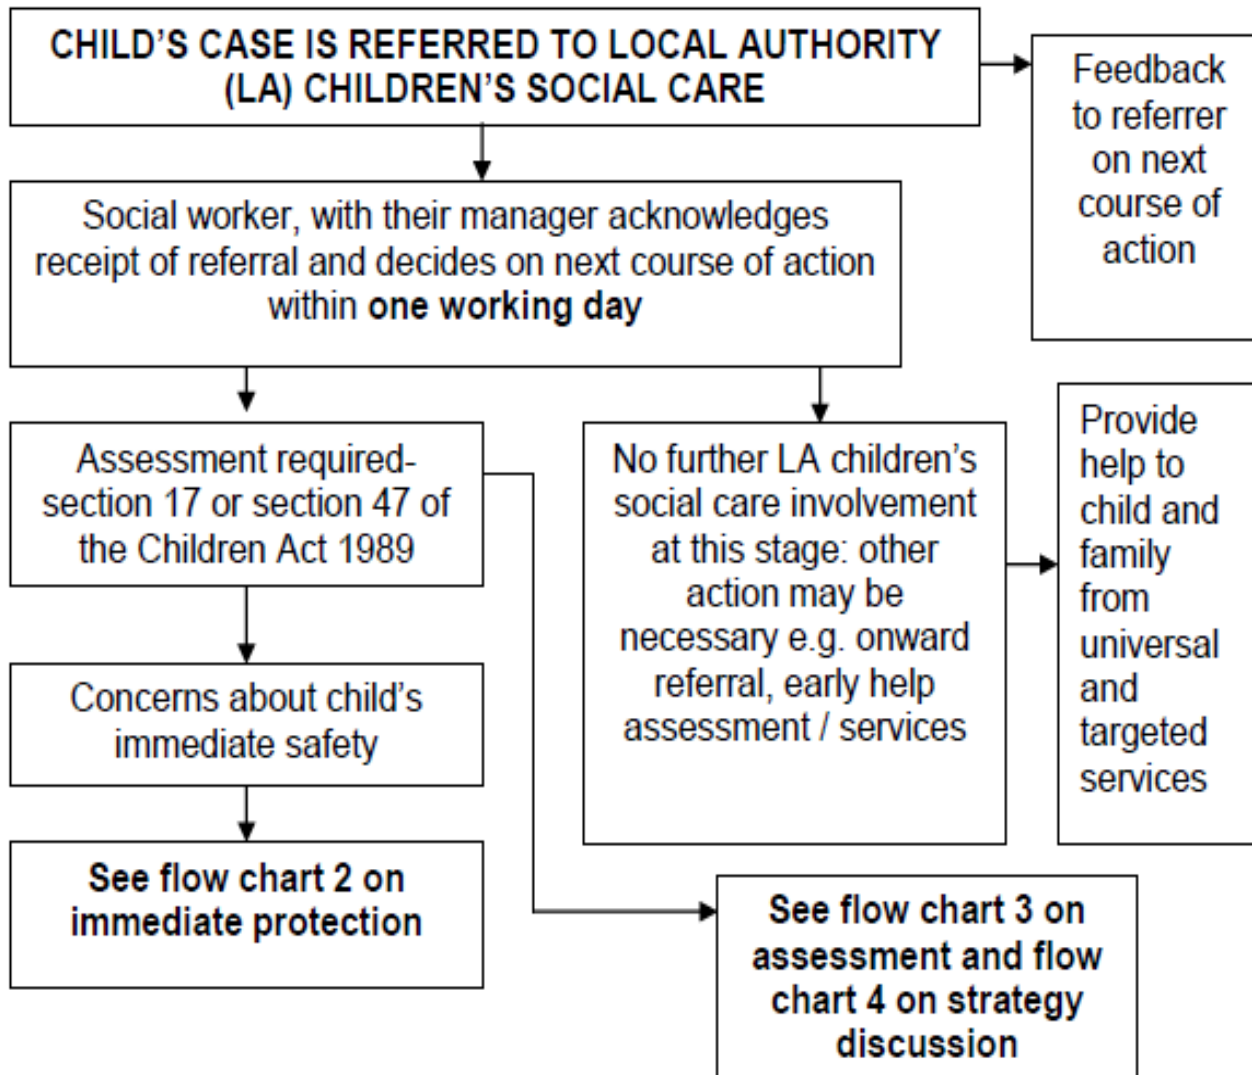 CHILD'S CASE IS REFERRED TO LOCAL AUTHORITY
(LA) CHILDREN'S SOCIAL CARE
Feedback
to referrer
on next
course of
action
Social worker, with their manager acknowledges
receipt of referral and decides on next course of action
within one working day
Assessment required-
section 17 or section 47 of
the Children Act 1989
No further LA children's
social care involvement
at this stage: other
action may be
necessary e.g. onward
referral, early help
assessment / services
Provide
help to
child and
family
from
universal
and
targeted
services
Concerns about child's
immediate safety
See flow chart 2 on
immediate protection
See flow chart 3 on
assessment and flow
chart 4 on strategy
discussion